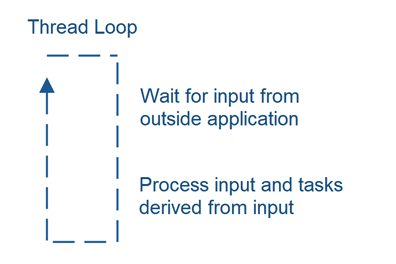 Thread Loop
Wait for input from
outside application
Process input and tasks
derived from input